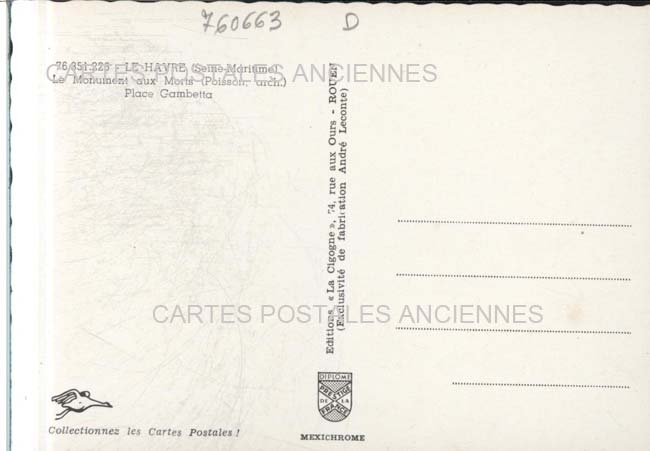 760663 D
76.351.226 - LE HAVRE (Seine-Maritime)
Le Monument aux Morts (Poisson, arch.)
Place Gambetta
CARTES POSTALES ANCIENNES
Editions « La Cigogne », 74, rue aux Ours - ROUEN
(Exclusivité de fabrication André Leconte)
CARTES POSTALES ANCIENNES
DIPLOME
PRESTIGE
DE LA
FRANCE
Collectionnez les Cartes Postales !
MEXICHROME